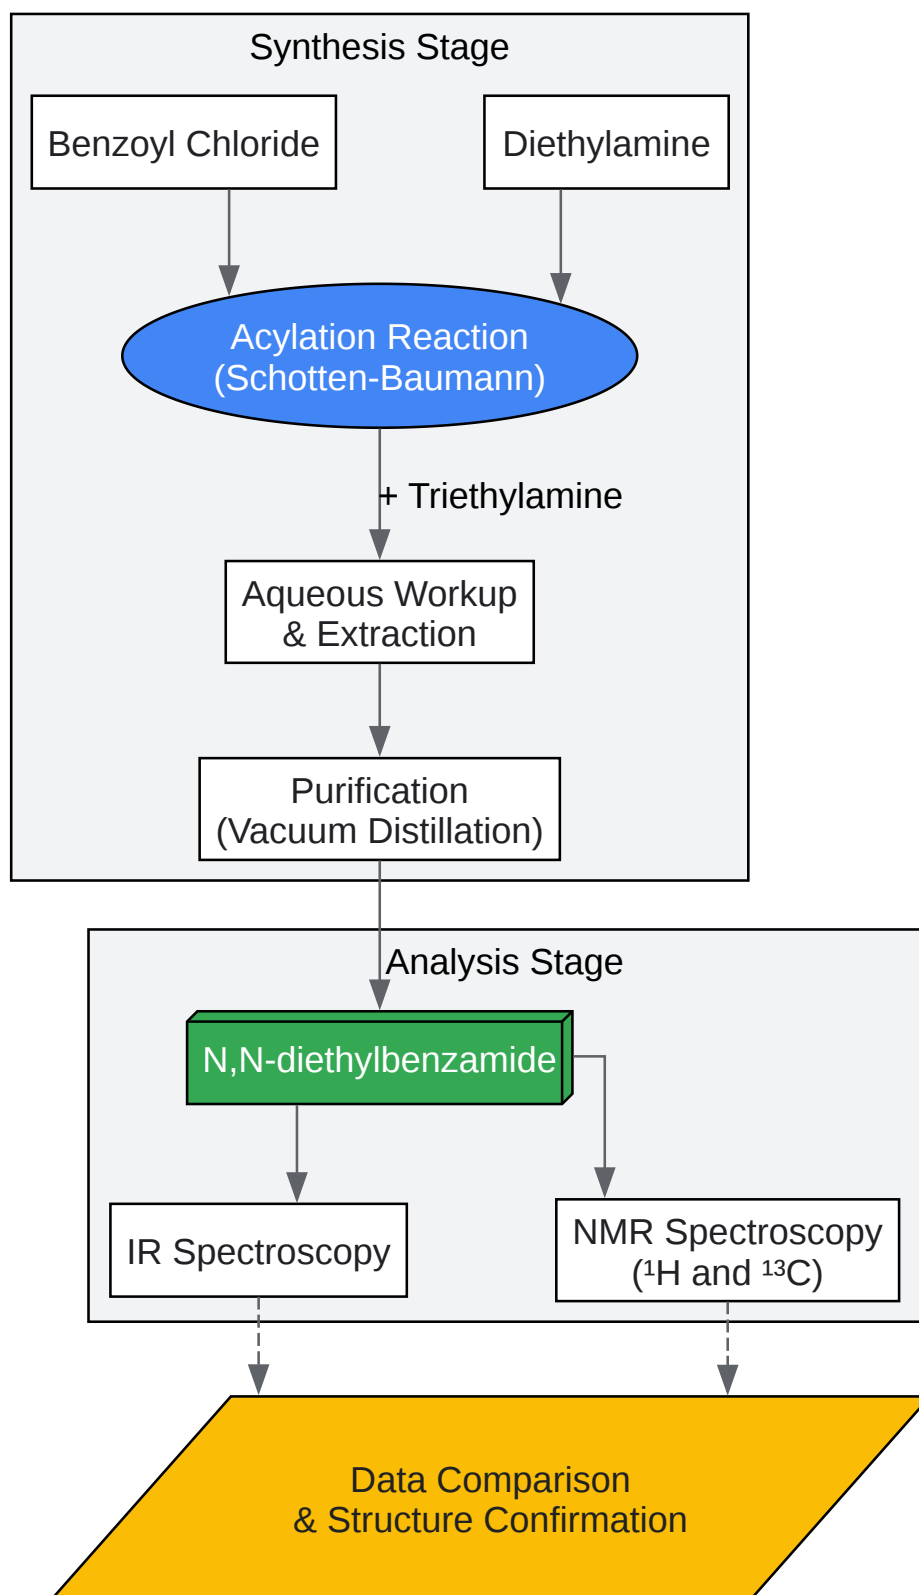 Synthesis Stage
Benzoyl Chloride
Diethylamine
Acylation Reaction
(Schotten-Baumann)
+ Triethylamine
Aqueous Workup
& Extraction
Purification
(Vacuum Distillation)
Analysis Stage
N,N-diethylbenzamide
IR Spectroscopy
NMR Spectroscopy
(¹H and ¹³C)
Data Comparison
& Structure Confirmation